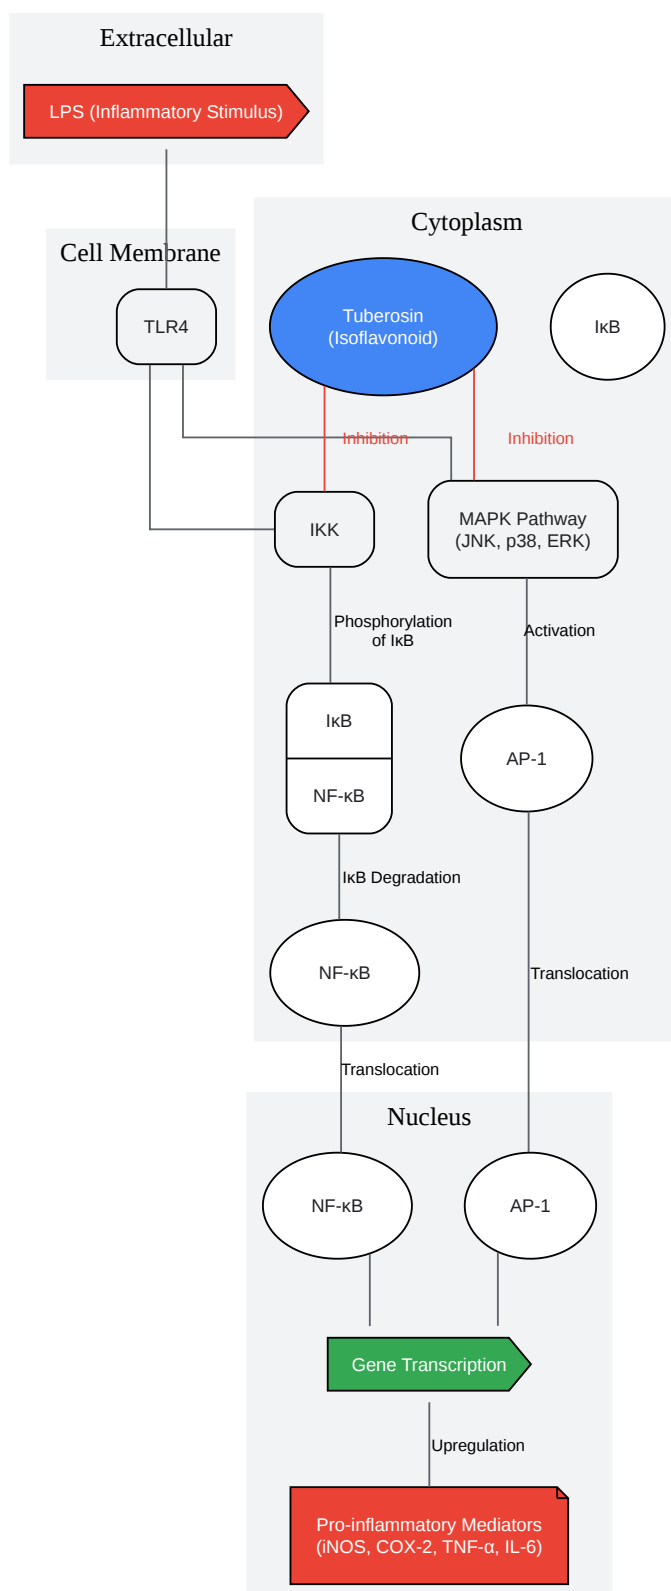 Extracellular
LPS (Inflammatory Stimulus)
Cell Membrane
TLR4
Cytoplasm
Tuberosin
(Isoflavonoid)
IκB
Inhibition
Inhibition
IKK
MAPK Pathway
(JNK, p38, ERK)
Phosphorylation
of IκB
Activation
IκB
NF-κB
AP-1
IκB Degradation
NF-κB
Translocation
Translocation
Nucleus
NF-κB
AP-1
Gene Transcription
Upregulation
Pro-inflammatory Mediators
(iNOS, COX-2, TNF-α, IL-6)